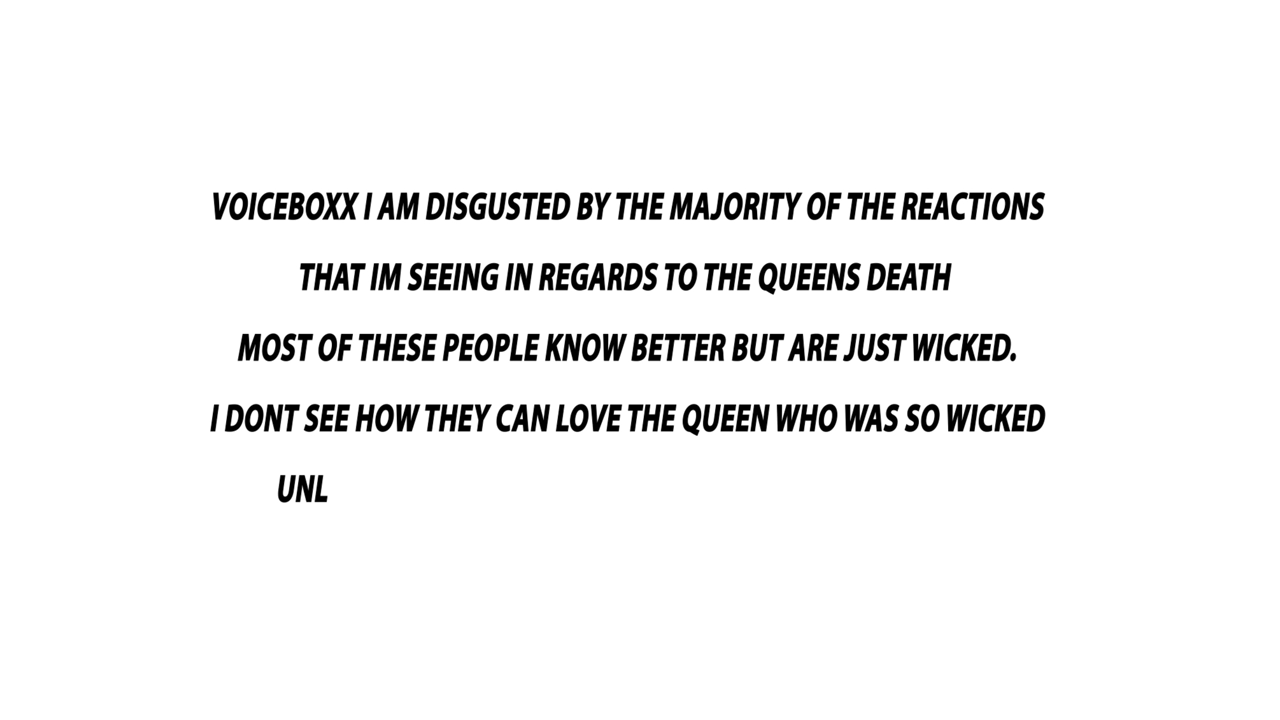 VOICEBOXX I AM DISGUSTED BY THE MAJORITY OF THE REACTIONS
THAT IM SEEING IN REGARDS TO THE QUEENS DEATH
MOST OF THESE PEOPLE KNOW BETTER BUT ARE JUST WICKED.
I DONT SEE HOW THEY CAN LOVE THE QUEEN WHO WAS SO WICKED
UNL